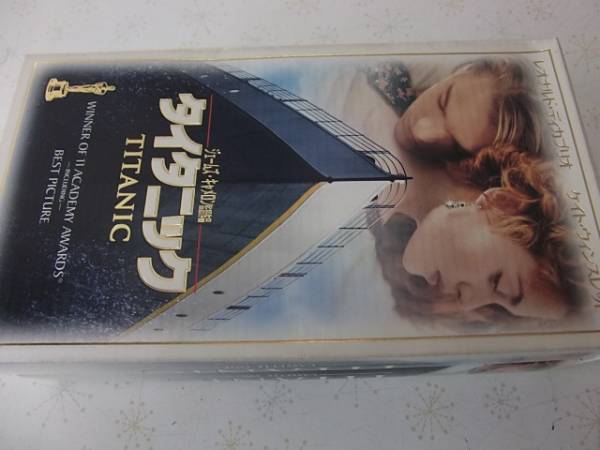 レオナルド・ディカプリオ
ケイト・ウィンスレット
ジェームズ・キャメロン監督
タイタニック
TITANIC
WINNER OF 11 ACADEMY AWARDS®
—INCLUDING—
BEST PICTURE